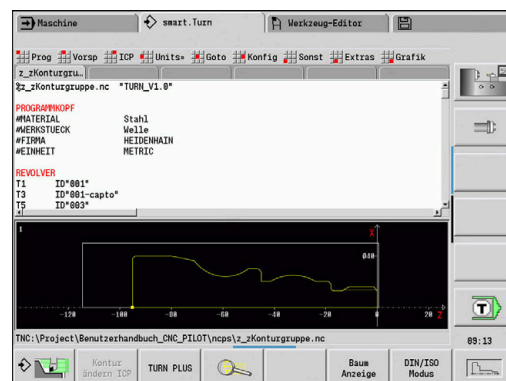 Maschine smart.Turn Werkzeug-Editor
Prog Vorsp ICP Units» Goto Konfig Sonst Extras Grafik
z_zKonturgru…
%z_zKonturgruppe.nc "TURN_V1.0"
PROGRAMMKOPF
#MATERIAL Stahl
#WERKSTUECK Welle
#FIRMA HEIDENHAIN
#EINHEIT METRIC
REVOLVER
T1 ID"001"
T3 ID"001-capto"
T5 ID"003"
1
X
Ø40
-120 -100 -80 -60 -40 -20 0 20 Z
T
TNC:\Project\Benutzerhandbuch_CNC_PILOT\ncps\z_zKonturgruppe.nc
09:13
Kontur ändern ICP
TURN PLUS
Baum Anzeige
DIN/ISO Modus